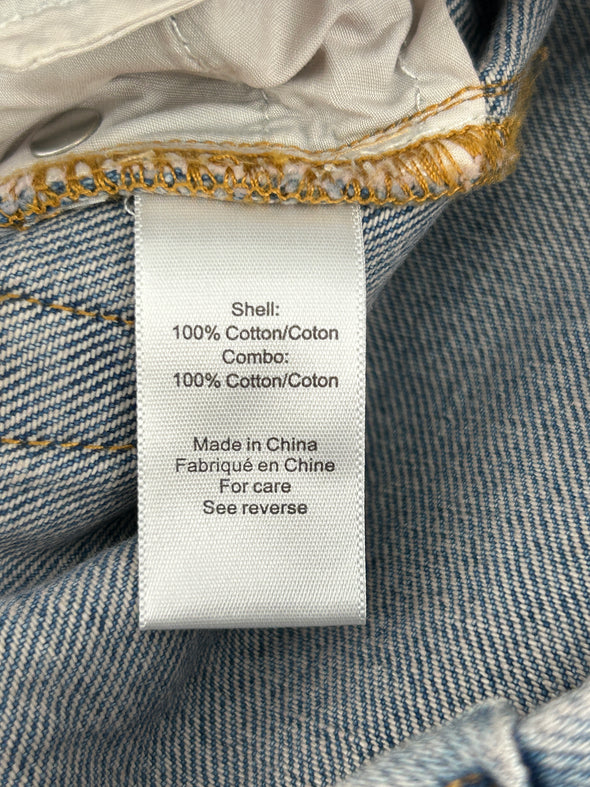 Shell:
100% Cotton/Coton
Combo:
100% Cotton/Coton
Made in China
Fabriqué en Chine
For care
See reverse